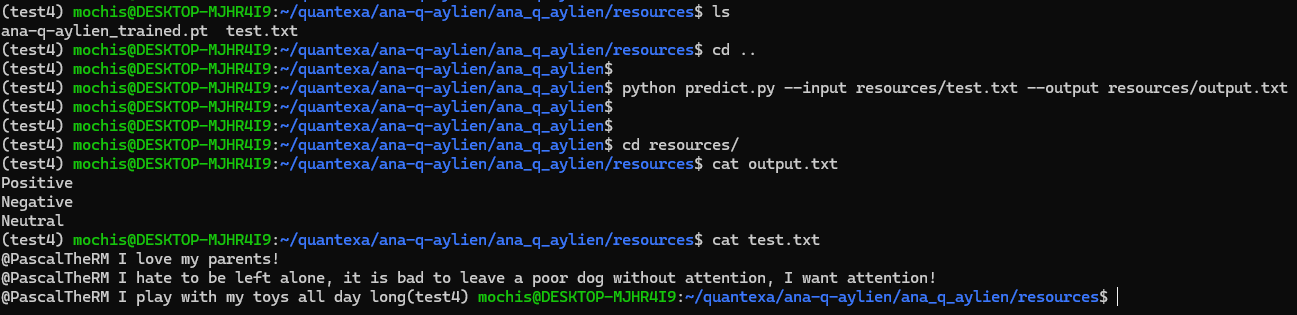 (test4) mochis@DESKTOP-MJHR4I9:~/quantexa/ana-q-aylien/ana_q_aylien/resources$ ls
ana-q-aylien_trained.pt  test.txt
(test4) mochis@DESKTOP-MJHR4I9:~/quantexa/ana-q-aylien/ana_q_aylien/resources$ cd ..
(test4) mochis@DESKTOP-MJHR4I9:~/quantexa/ana-q-aylien/ana_q_aylien$
(test4) mochis@DESKTOP-MJHR4I9:~/quantexa/ana-q-aylien/ana_q_aylien$ python predict.py --input resources/test.txt --output resources/output.txt
(test4) mochis@DESKTOP-MJHR4I9:~/quantexa/ana-q-aylien/ana_q_aylien$
(test4) mochis@DESKTOP-MJHR4I9:~/quantexa/ana-q-aylien/ana_q_aylien$
(test4) mochis@DESKTOP-MJHR4I9:~/quantexa/ana-q-aylien/ana_q_aylien$ cd resources/
(test4) mochis@DESKTOP-MJHR4I9:~/quantexa/ana-q-aylien/ana_q_aylien/resources$ cat output.txt
Positive
Negative
Neutral
(test4) mochis@DESKTOP-MJHR4I9:~/quantexa/ana-q-aylien/ana_q_aylien/resources$ cat test.txt
@PascalTheRM I love my parents!
@PascalTheRM I hate to be left alone, it is bad to leave a poor dog without attention, I want attention!
@PascalTheRM I play with my toys all day long(test4) mochis@DESKTOP-MJHR4I9:~/quantexa/ana-q-aylien/ana_q_aylien/resources$